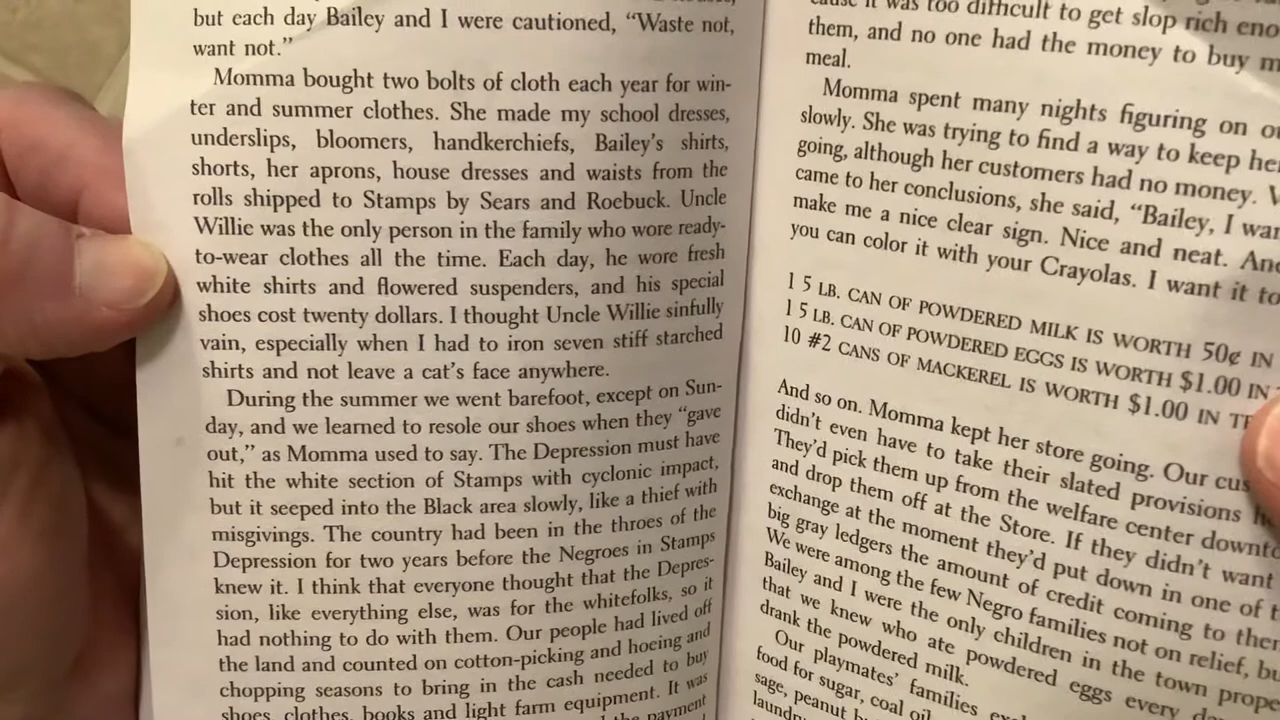 but each day Bailey and I were cautioned, “Waste not,
want not.”
Momma bought two bolts of cloth each year for win-
ter and summer clothes. She made my school dresses,
underslips, bloomers, handkerchiefs, Bailey’s shirts,
shorts, her aprons, house dresses and waists from the
rolls shipped to Stamps by Sears and Roebuck. Uncle
Willie was the only person in the family who wore ready-
to-wear clothes all the time. Each day, he wore fresh
white shirts and flowered suspenders, and his special
shoes cost twenty dollars. I thought Uncle Willie sinfully
vain, especially when I had to iron seven stiff starched
shirts and not leave a cat’s face anywhere.
During the summer we went barefoot, except on Sun-
day, and we learned to resole our shoes when they “gave
out,” as Momma used to say. The Depression must have
hit the white section of Stamps with cyclonic impact,
but it seeped into the Black area slowly, like a thief with
misgivings. The country had been in the throes of the
Depression for two years before the Negroes in Stamps
knew it. I think that everyone thought that the Depres-
sion, like everything else, was for the whitefolks, so it
had nothing to do with them. Our people had lived off
the land and counted on cotton-picking and hoeing and
chopping seasons to bring in the cash needed to buy
shoes, clothes, books and light farm equipment. It was
the payment
it was too difficult to get slop rich
them, and no one had the money to buy
meal.
Momma spent many nights figuring on
slowly. She was trying to find a way to keep
going, although her customers had no money.
came to her conclusions, she said, “Bailey, I
make me a nice clear sign. Nice and neat.
you can color it with your Crayolas. I want it
1 5 LB. CAN OF POWDERED MILK IS WORTH 50¢ IN
1 5 LB. CAN OF POWDERED EGGS IS WORTH $1.00 IN
10 #2 CANS OF MACKEREL IS WORTH $1.00 IN
And so on. Momma kept her store going. Our
didn’t even have to take their slated provisions
They’d pick them up from the welfare center
and drop them off at the Store. If they didn’t want
exchange at the moment they’d put down in one of
big gray ledgers the amount of credit coming to
We were among the few Negro families not on relief,
Bailey and I were the only children in the town
that we knew who ate powdered eggs every
drank the powdered milk.
Our playmates’ families
food for sugar, coal oil,
sage, peanut